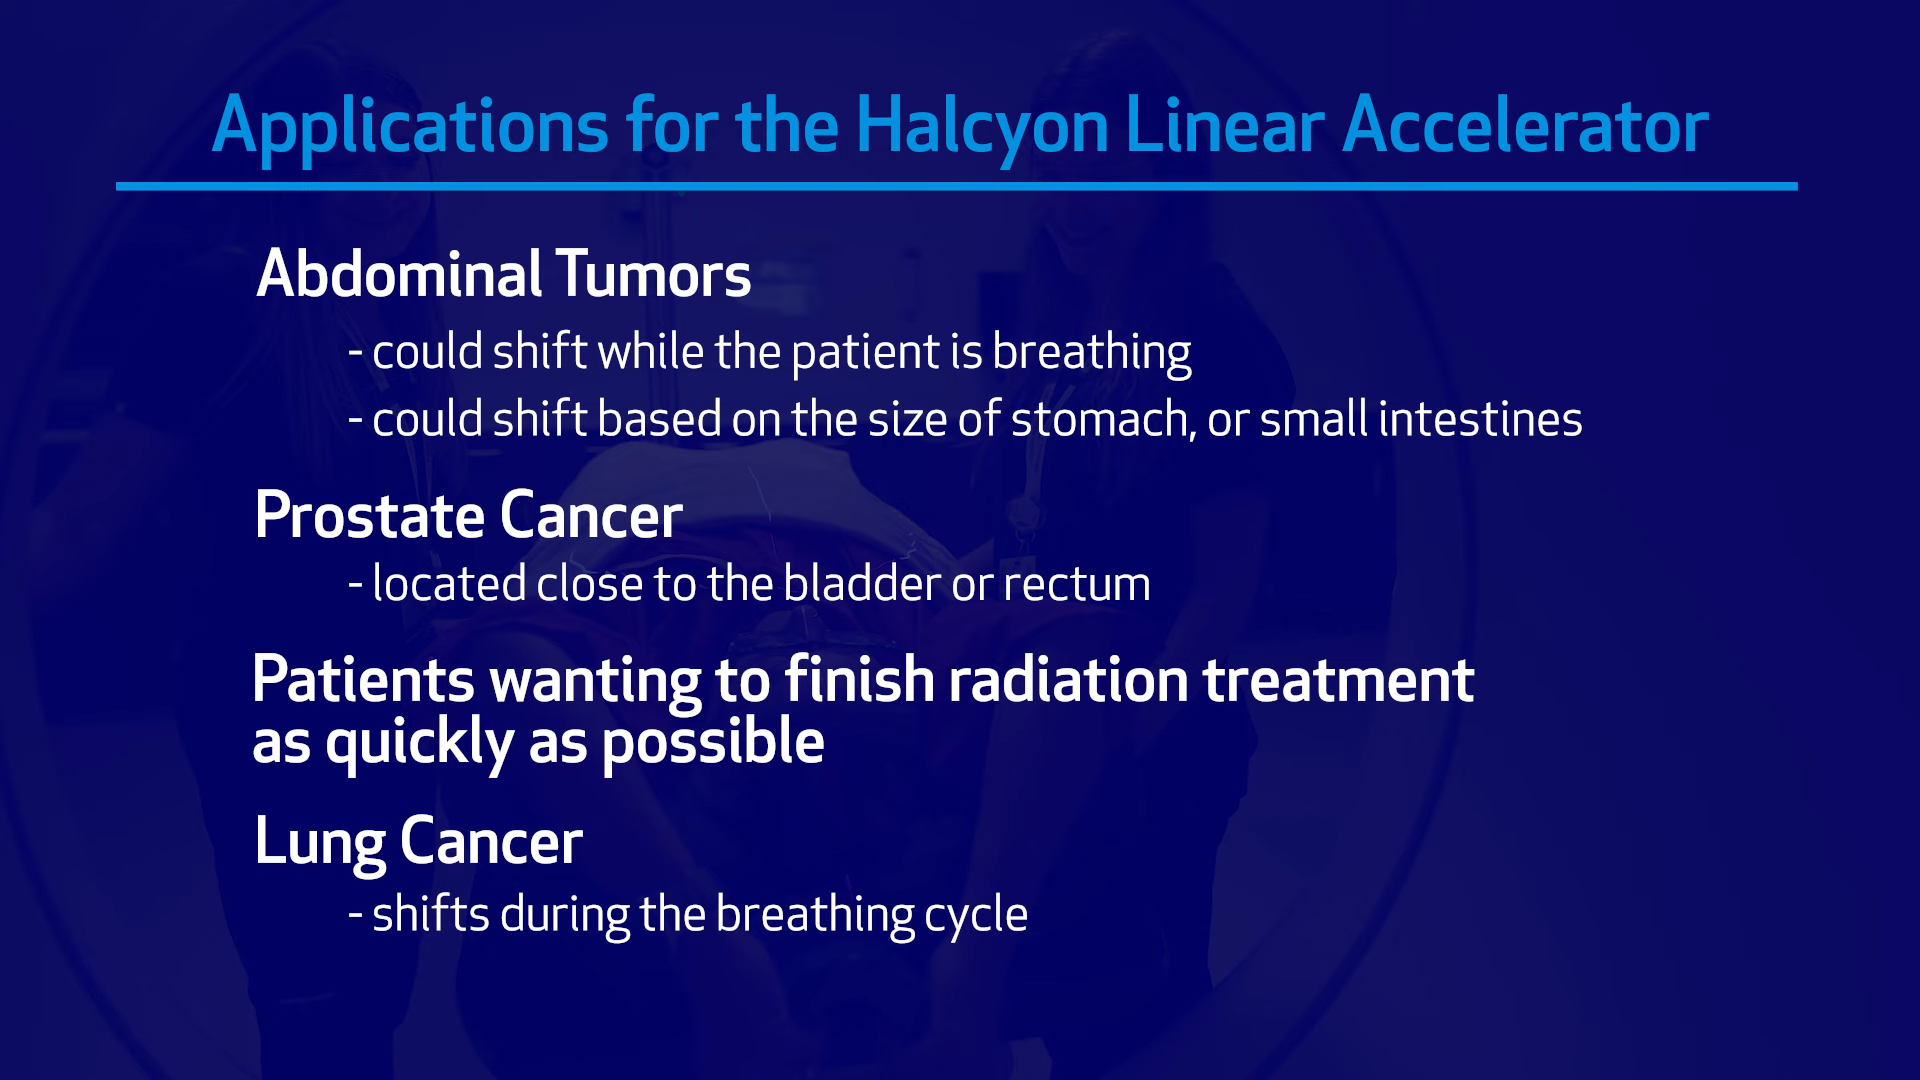 Applications for the Halcyon Linear Accelerator
Abdominal Tumors
- could shift while the patient is breathing
- could shift based on the size of stomach, or small intestines
Prostate Cancer
- located close to the bladder or rectum
Patients wanting to finish radiation treatment
as quickly as possible
Lung Cancer
- shifts during the breathing cycle